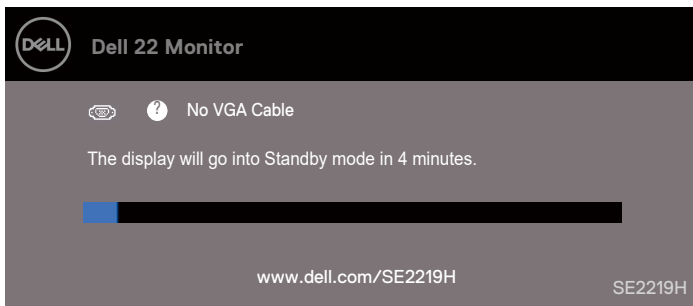 DELL Dell 22 Monitor
? No VGA Cable
The display will go into Standby mode in 4 minutes.
www.dell.com/SE2219H
SE2219H